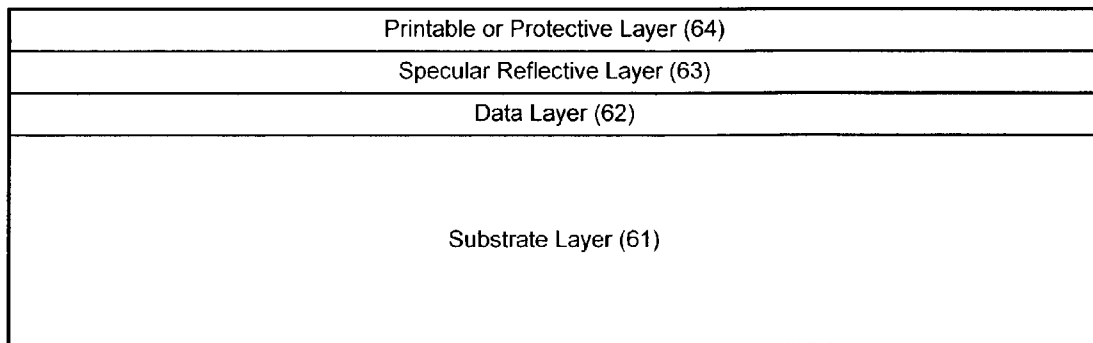 Printable or Protective Layer (64)
Specular Reflective Layer (63)
Data Layer (62)
Substrate Layer (61)